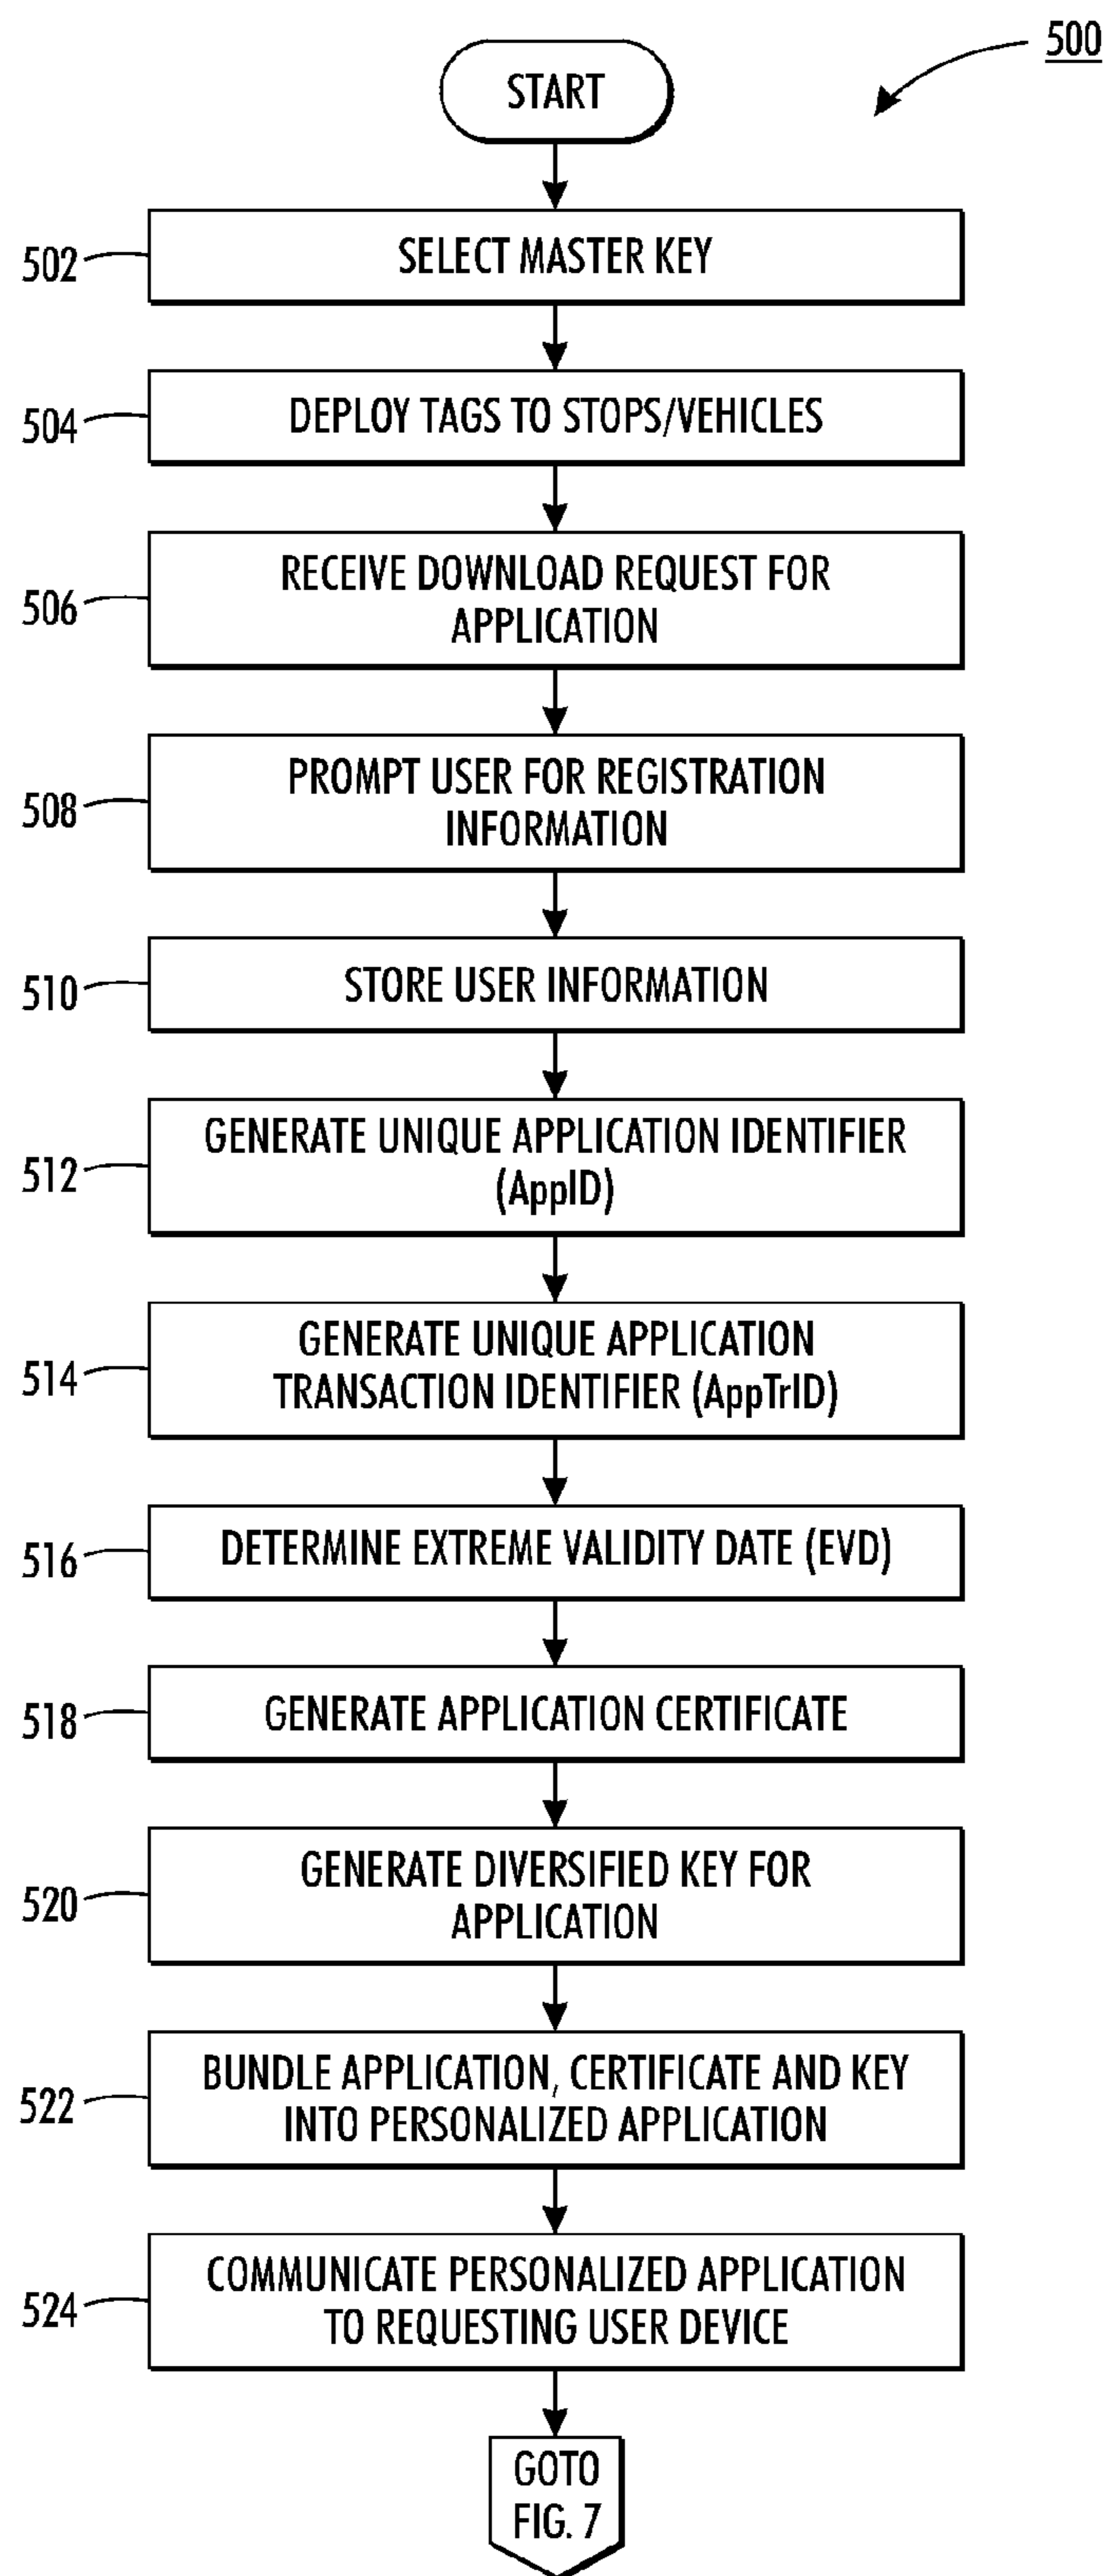 500
START
502
SELECT MASTER KEY
504
DEPLOY TAGS TO STOPS/VEHICLES
506
RECEIVE DOWNLOAD REQUEST FOR
APPLICATION
508
PROMPT USER FOR REGISTRATION
INFORMATION
510
STORE USER INFORMATION
512
GENERATE UNIQUE APPLICATION IDENTIFIER
(AppID)
514
GENERATE UNIQUE APPLICATION
TRANSACTION IDENTIFIER (AppTrID)
516
DETERMINE EXTREME VALIDITY DATE (EVD)
518
GENERATE APPLICATION CERTIFICATE
520
GENERATE DIVERSIFIED KEY FOR
APPLICATION
522
BUNDLE APPLICATION, CERTIFICATE AND KEY
INTO PERSONALIZED APPLICATION
524
COMMUNICATE PERSONALIZED APPLICATION
TO REQUESTING USER DEVICE
GOTO
FIG. 7